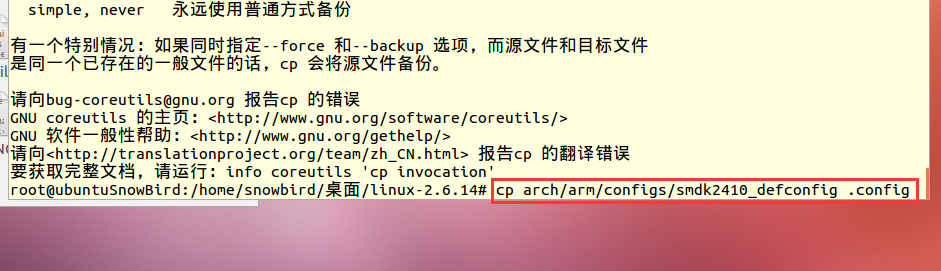 simple, never   永远使用普通方式备份
有一个特别情况：如果同时指定--force 和--backup 选项，而源文件和目标文件
是同一个已存在的一般文件的话，cp 会将源文件备份。
请向bug-coreutils@gnu.org 报告cp 的错误
GNU coreutils 的主页：<http://www.gnu.org/software/coreutils/>
GNU 软件一般性帮助：<http://www.gnu.org/gethelp/>
请向<http://translationproject.org/team/zh_CN.html> 报告cp 的翻译错误
要获取完整文档，请运行：info coreutils 'cp invocation'
root@ubuntuSnowBird:/home/snowbird/桌面/linux-2.6.14# cp arch/arm/configs/smdk2410_defconfig .config